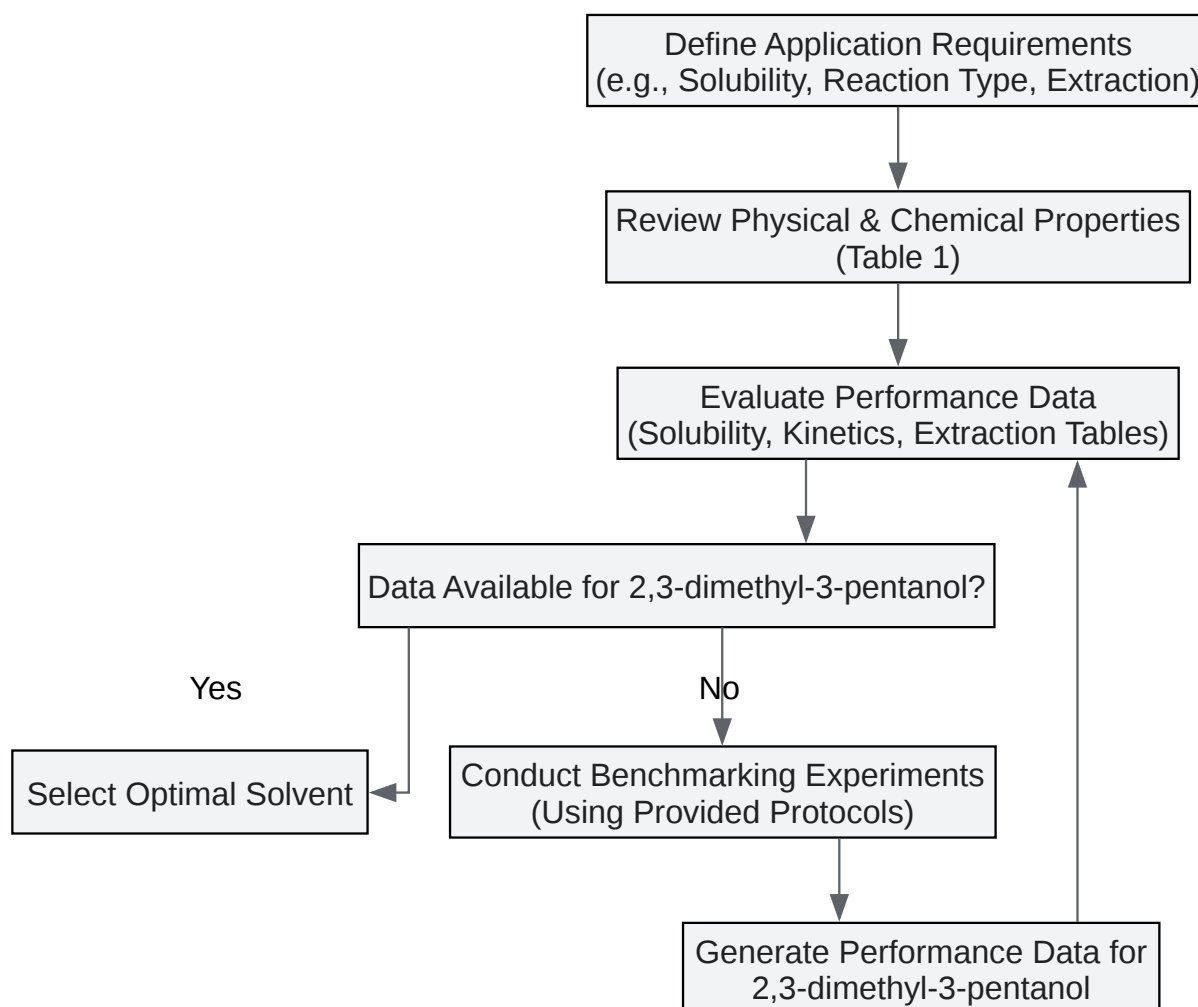 Define Application Requirements
(e.g., Solubility, Reaction Type, Extraction)
Review Physical & Chemical Properties
(Table 1)
Evaluate Performance Data
(Solubility, Kinetics, Extraction Tables)
Data Available for 2,3-dimethyl-3-pentanol?
Yes
No
Select Optimal Solvent
Conduct Benchmarking Experiments
(Using Provided Protocols)
Generate Performance Data for
2,3-dimethyl-3-pentanol